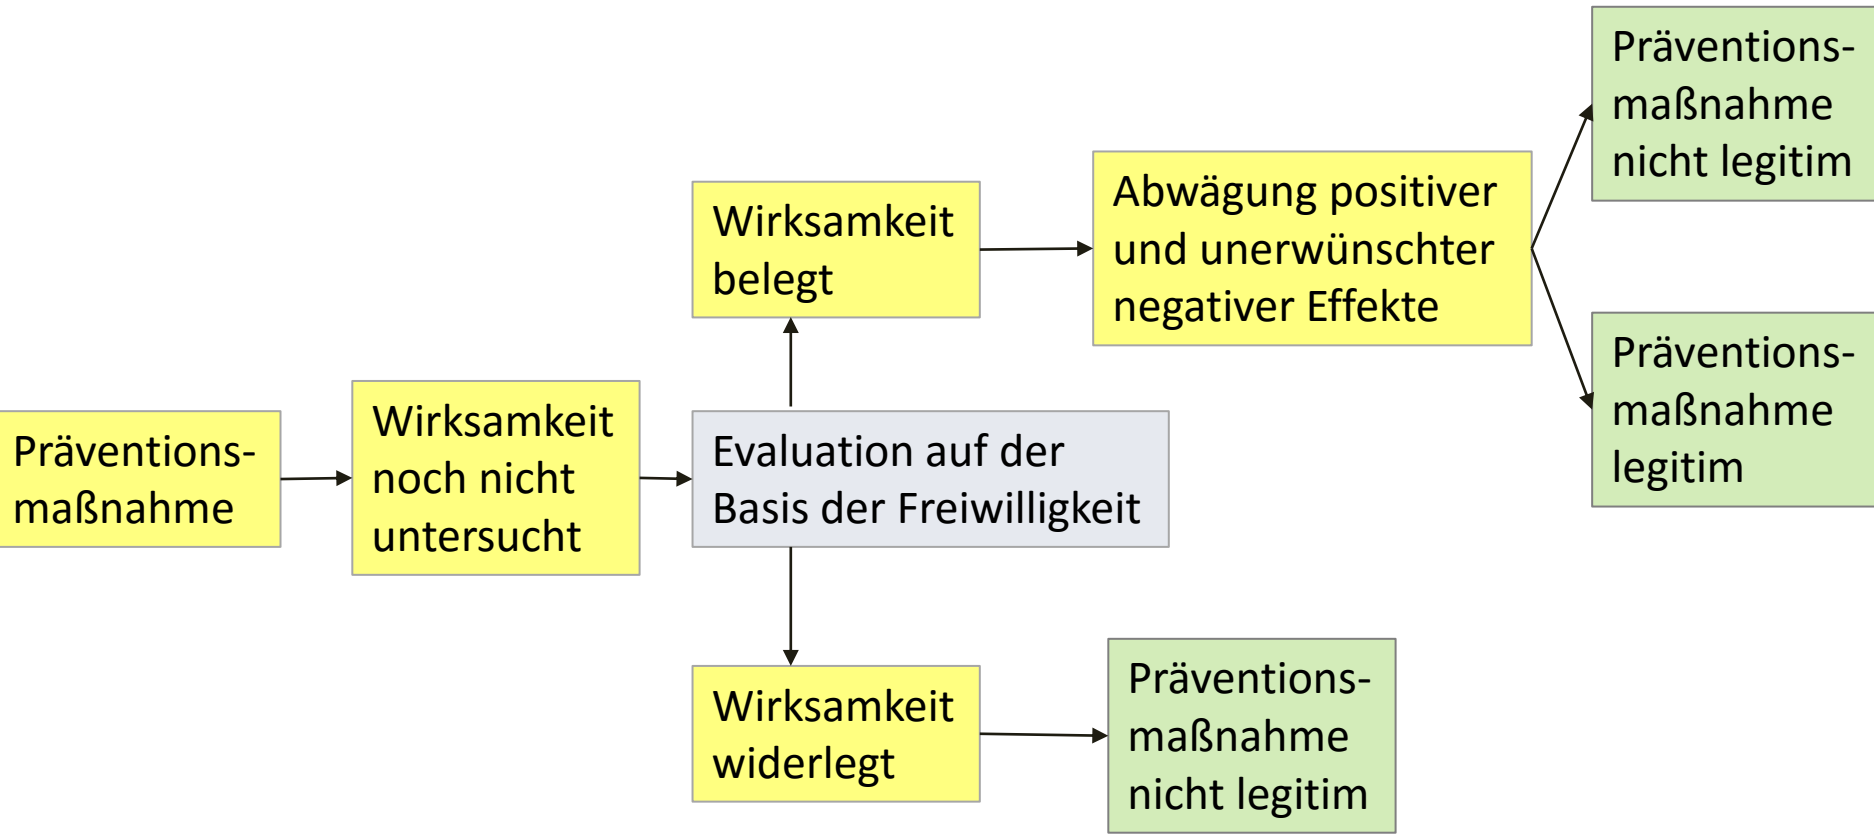 Präventions-
maßnahme
Wirksamkeit
noch nicht
untersucht
Evaluation auf der
Basis der Freiwilligkeit
Wirksamkeit
belegt
Abwägung positiver
und unerwünschter
negativer Effekte
Präventions-
maßnahme
nicht legitim
Präventions-
maßnahme
legitim
Wirksamkeit
widerlegt
Präventions-
maßnahme
nicht legitim